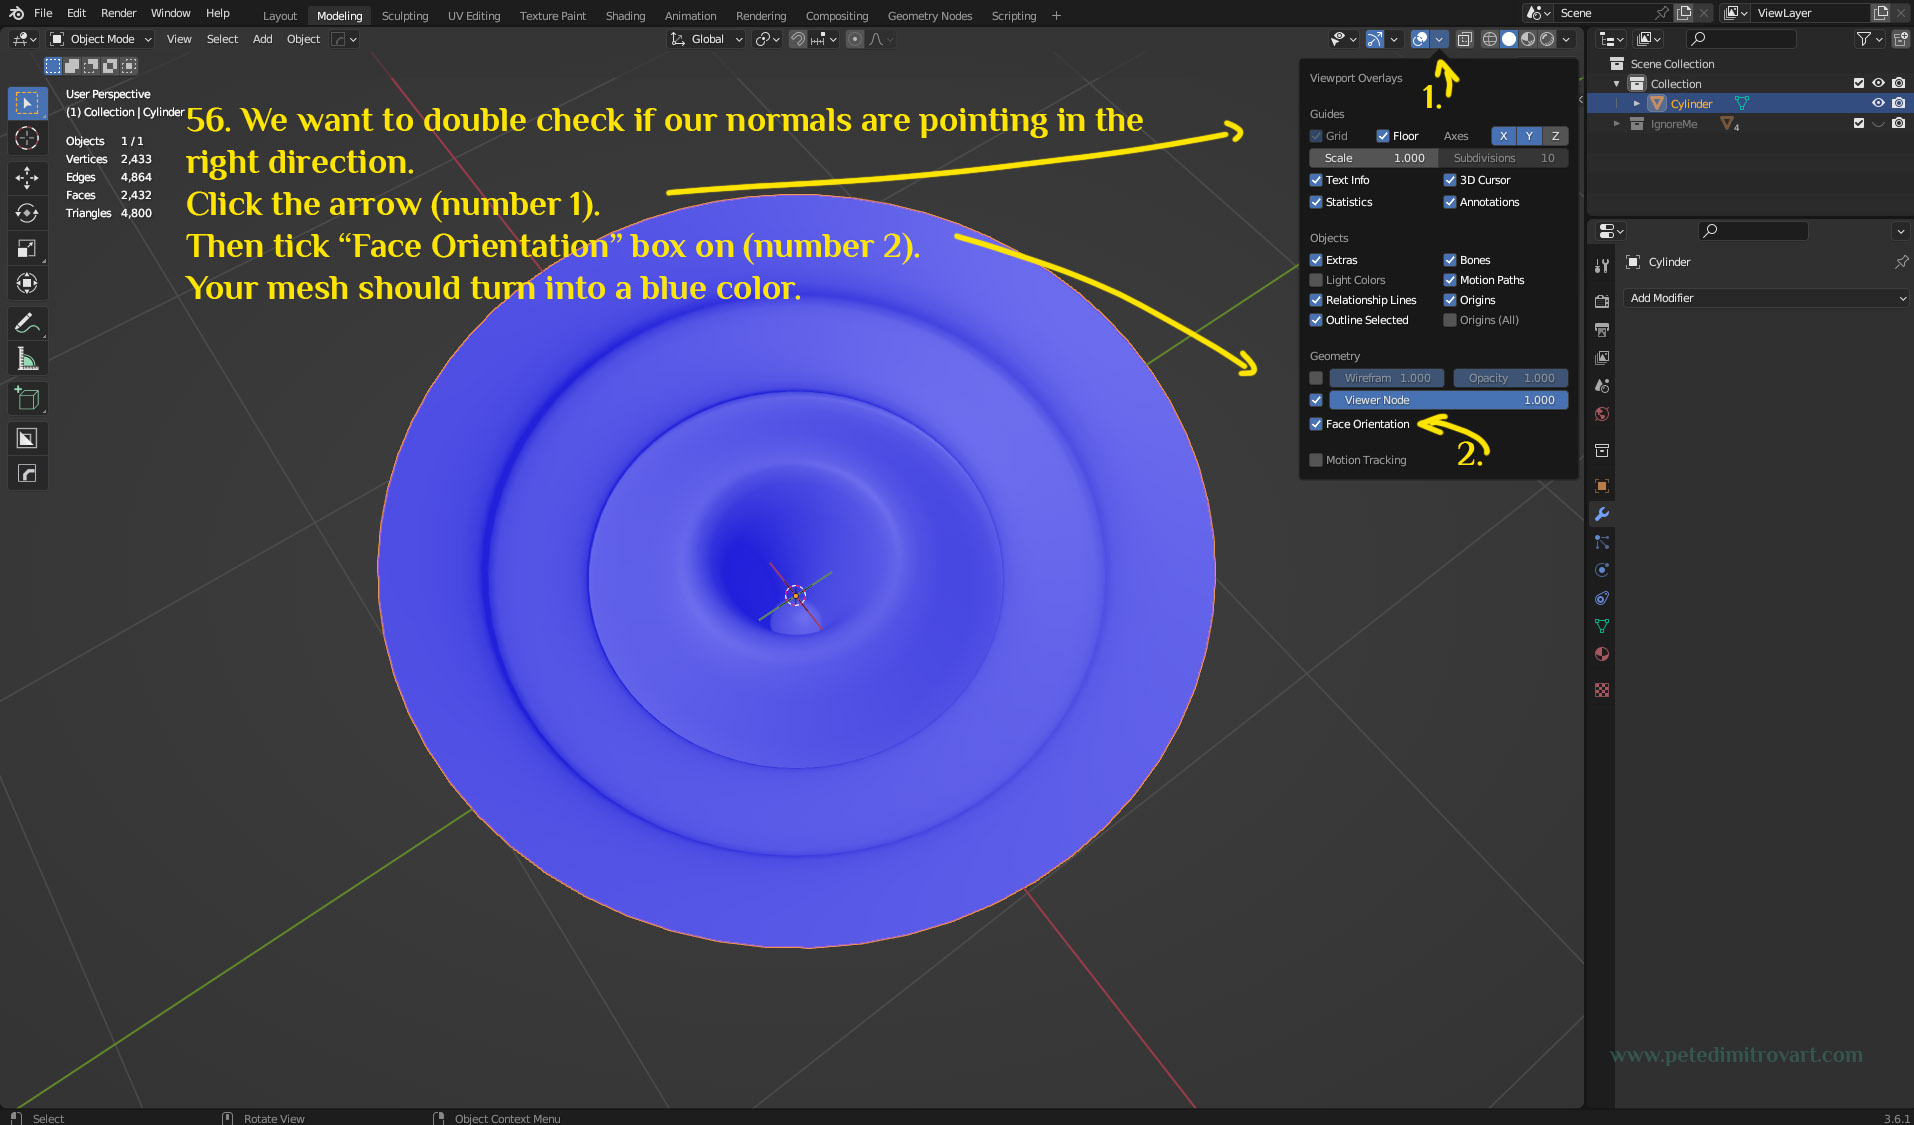 File Edit Render Window Help
Layout Modeling Sculpting UV Editing Texture Paint Shading Animation Rendering Compositing Geometry Nodes Scripting +
Scene
ViewLayer
Object Mode View Select Add Object
Global
User Perspective
(1) Collection | Cylinder
Objects 1 / 1
Vertices 2,433
Edges 4,864
Faces 2,432
Triangles 4,800
56. We want to double check if our normals are pointing in the
right direction.
Click the arrow (number 1).
Then tick “Face Orientation” box on (number 2).
Your mesh should turn into a blue color.
1.
Viewport Overlays
Guides
Grid Floor Axes X Y Z
Scale 1.000 Subdivisions 10
Text Info 3D Cursor
Statistics Annotations
Objects
Extras Bones
Light Colors Motion Paths
Relationship Lines Origins
Outline Selected Origins (All)
Geometry
Wirefram 1.000 Opacity 1.000
Viewer Node 1.000
Face Orientation
2.
Motion Tracking
Scene Collection
Collection
Cylinder
IgnoreMe 4
Cylinder
Add Modifier
www.petedimitrovart.com
Select Rotate View Object Context Menu
3.6.1